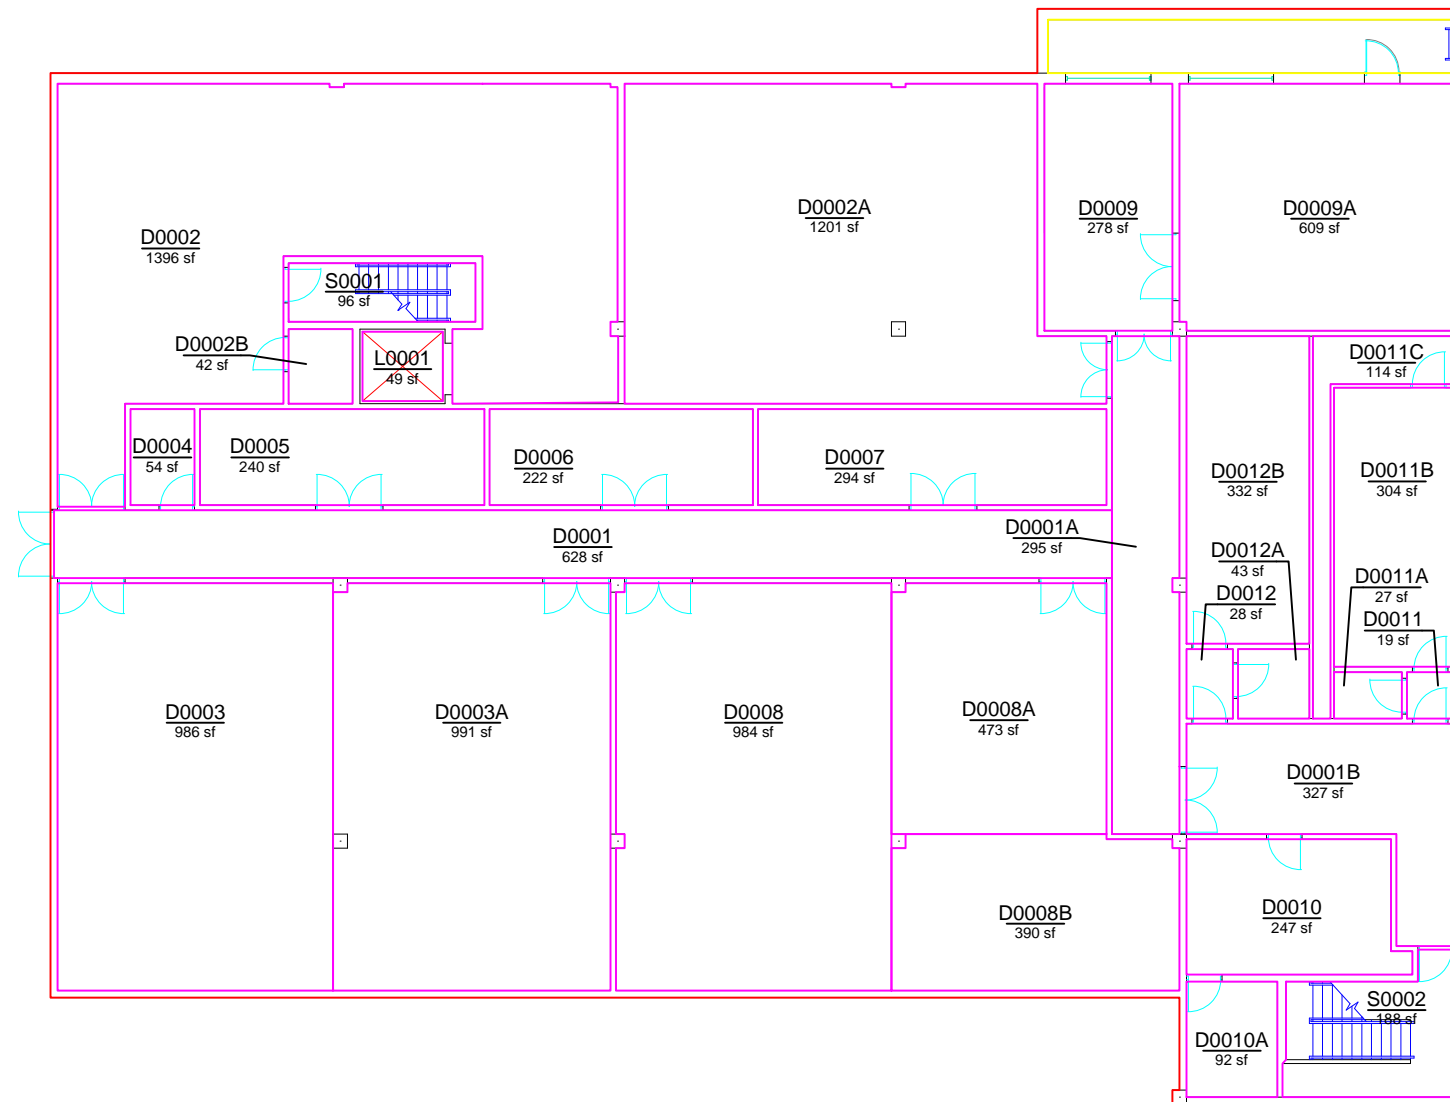 D0002
1396 sf
D0002A
1201 sf
D0009
278 sf
D0009A
609 sf
S0001
96 sf
D0002B
42 sf
L0001
49 sf
D0011C
114 sf
D0004
54 sf
D0005
240 sf
D0006
222 sf
D0007
294 sf
D0012B
332 sf
D0011B
304 sf
D0001
628 sf
D0001A
295 sf
D0012A
43 sf
D0012
28 sf
D0011A
27 sf
D0011
19 sf
D0003
986 sf
D0003A
991 sf
D0008
984 sf
D0008A
473 sf
D0001B
327 sf
D0008B
390 sf
D0010
247 sf
S0002
188 sf
D0010A
92 sf